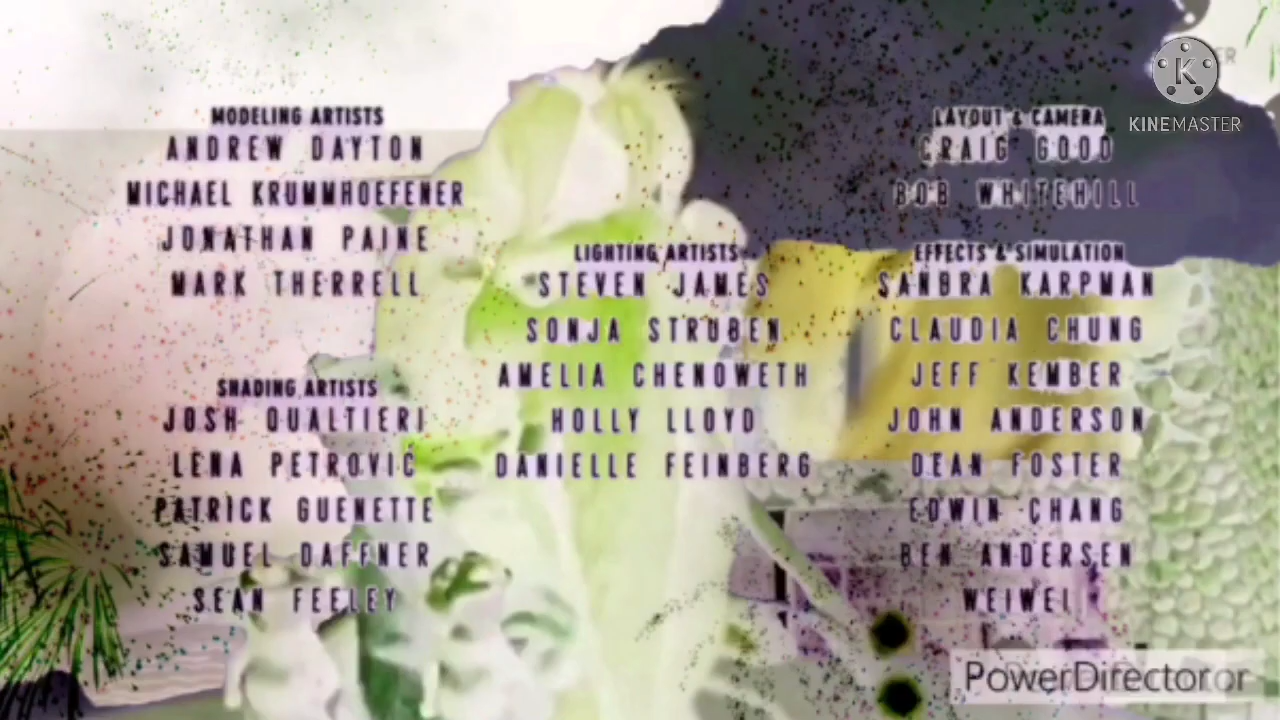 MODELING ARTISTS
ANDREW DAYTON
MICHAEL KRUMMHOEFENER
JONATHAN PAINE
MARK THERRELL
SHADING ARTISTS
JOSH QUALTIERI
LENA PETROVIC
PATRICK GUENETTE
SAMUEL DAFFNER
SEAN FEELEY
LIGHTING ARTISTS
STEVEN JAMES
SONJA STRUBEN
AMELIA CHENOWETH
HOLLY LLOYD
DANIELLE FEINBERG
LAYOUT & CAMERA
CRAIG GOOD
BOB WHITEHILL
EFFECTS & SIMULATION
SANDRA KARPMAN
CLAUDIA CHUNG
JEFF KEMBER
JOHN ANDERSON
DEAN FOSTER
EDWIN CHANG
BEN ANDERSEN
KINEMASTER
PowerDirector